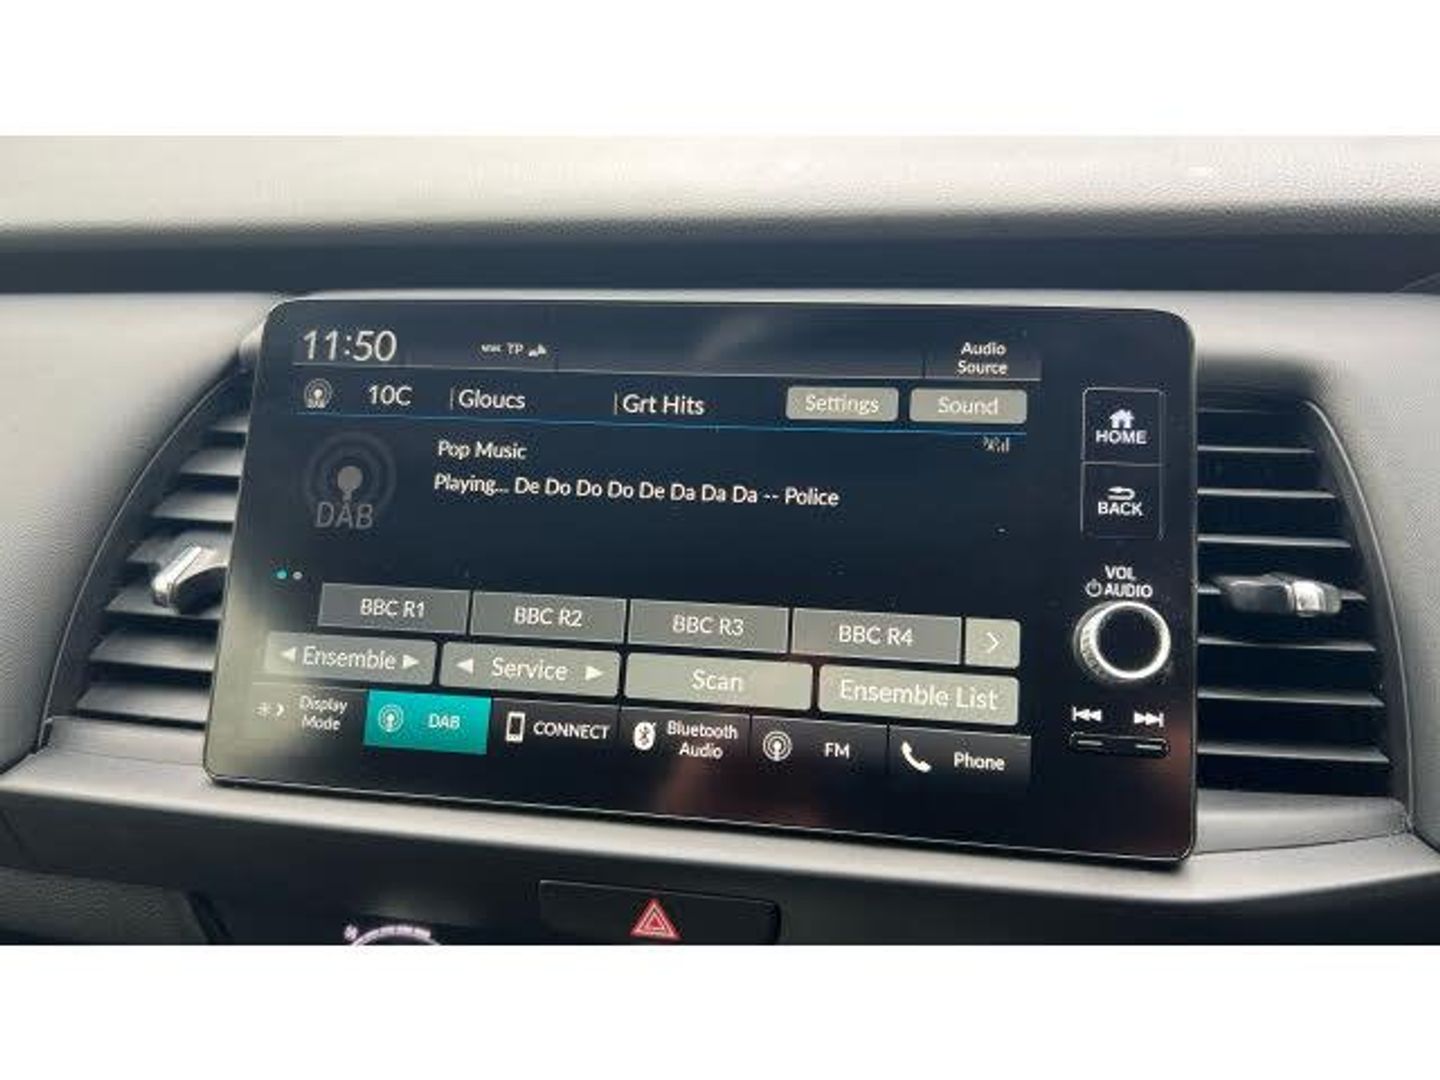 11:50
TP
Audio
Source
10C Gloucs Grt Hits Settings Sound
DAB
Pop Music
Playing... De Do Do Do De Da Da Da -- Police
DAB
HOME
BACK
VOL
AUDIO
BBC R1 BBC R2 BBC R3 BBC R4
Ensemble Service Scan Ensemble List
Display
Mode
DAB
CONNECT
Bluetooth
Audio
FM
Phone